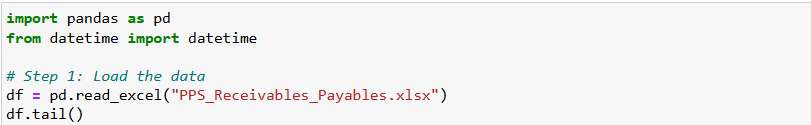 import pandas as pd
from datetime import datetime
# Step 1: Load the data
df = pd.read_excel("PPS_Receivables_Payables.xlsx")
df.tail()